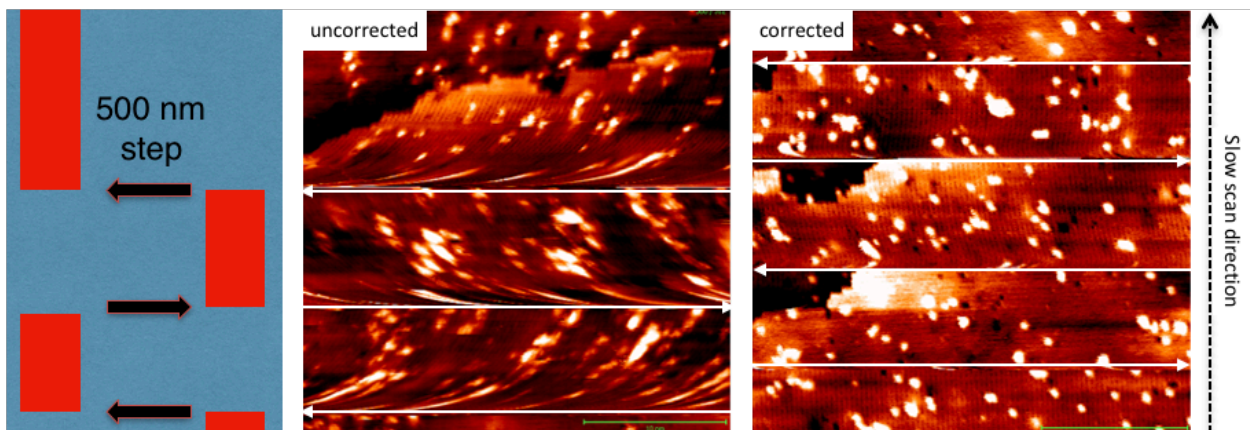 500 nm
step
uncorrected
corrected
Slow scan direction